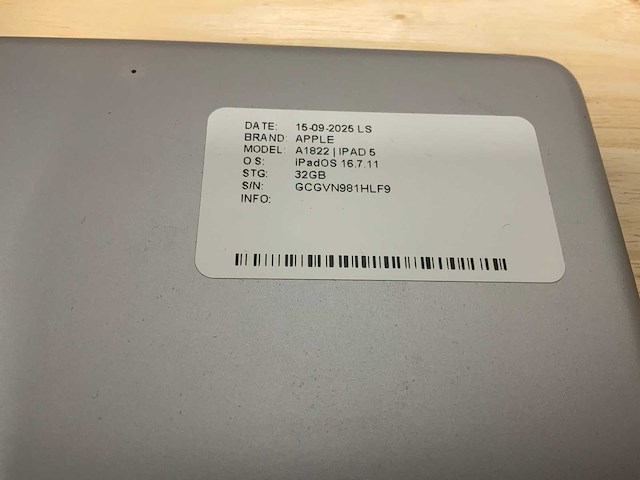 DATE: 15-09-2025 LS
BRAND: APPLE
MODEL: A1822 | IPAD 5
OS: iPadOS 16.7.11
STG: 32GB
S/N: GCGVN981HLF9
INFO: